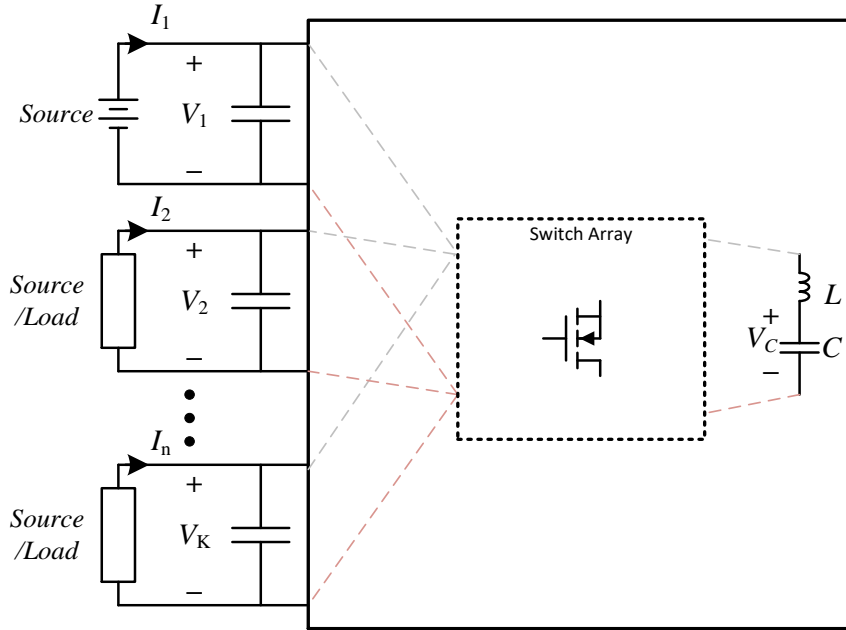 I1
+
Source
V1
−
I2
+
Source
/Load
V2
−
In
+
Source
/Load
VK
−
Switch Array
L
+
VC
C
−